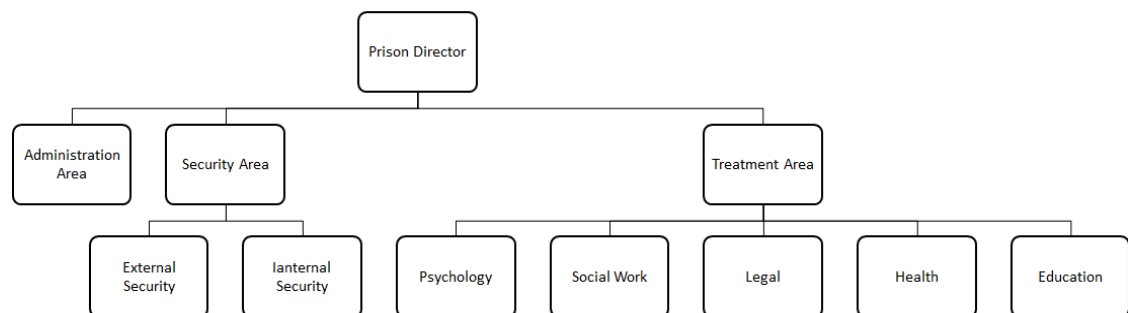 Prison Director
Administration
Area
Security Area
Treatment Area
External
Security
Ianternal
Security
Psychology
Social Work
Legal
Health
Education